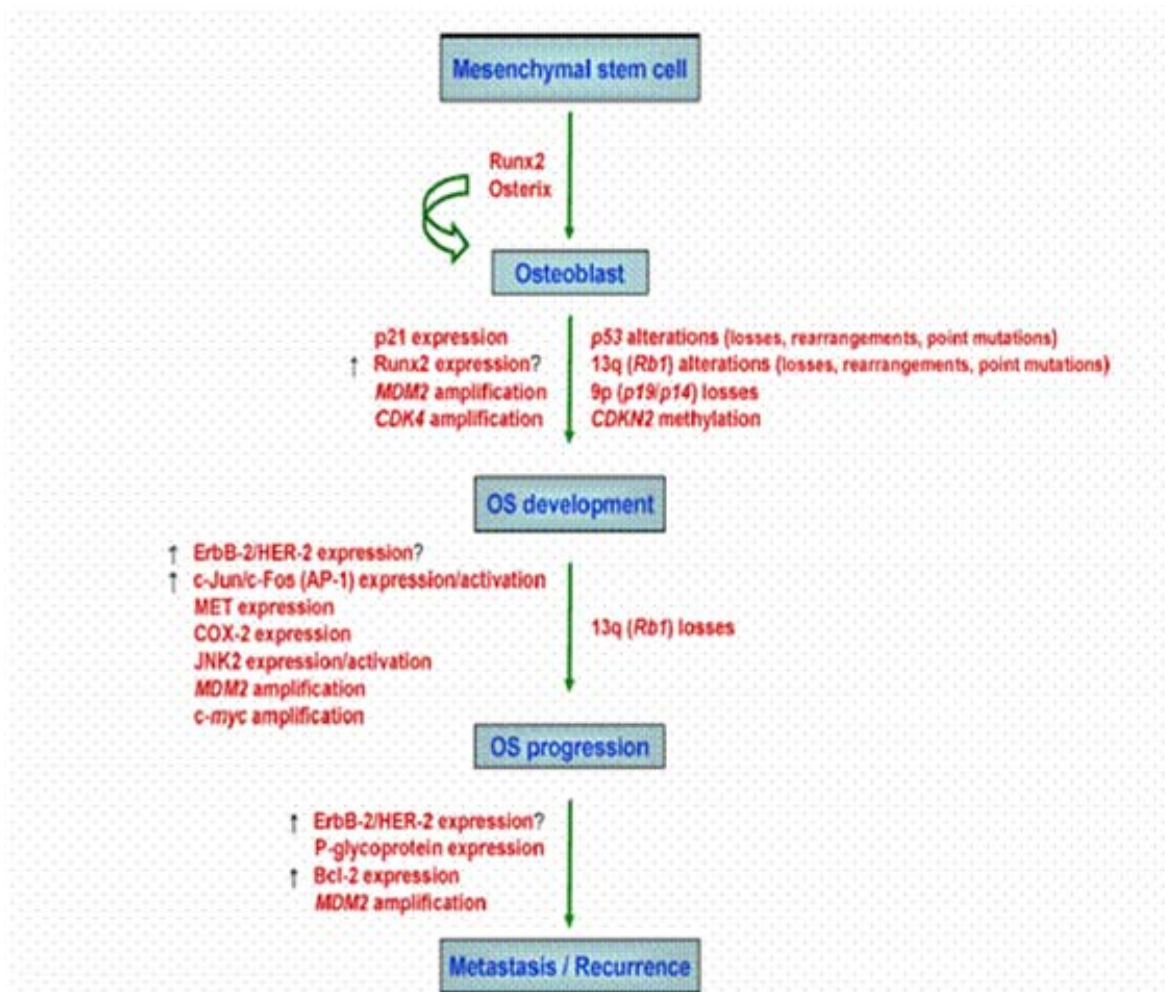 Mesenchymal stem cell
Runx2
Osterix
Osteoblast
p21 expression
↑ Runx2 expression?
MDM2 amplification
CDK4 amplification
p53 alterations (losses, rearrangements, point mutations)
13q (Rb1) alterations (losses, rearrangements, point mutations)
9p (p19/p14) losses
CDKN2 methylation
OS development
↑ ErbB-2/HER-2 expression?
↑ c-Jun/c-Fos (AP-1) expression/activation
MET expression
COX-2 expression
JNK2 expression/activation
MDM2 amplification
c-myc amplification
13q (Rb1) losses
OS progression
↑ ErbB-2/HER-2 expression?
P-glycoprotein expression
↑ Bcl-2 expression
MDM2 amplification
Metastasis / Recurrence